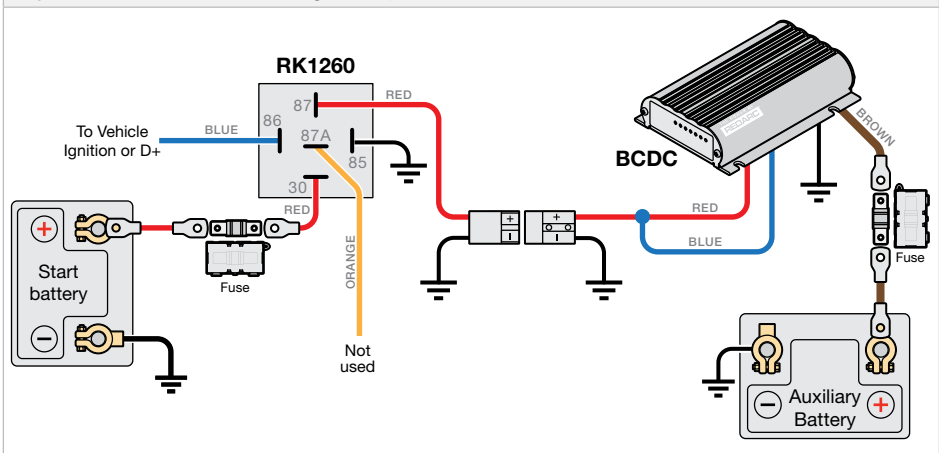 RK1260
RED
87
86
To Vehicle
Ignition or D+
BLUE
87A
85
30
RED
REDARC
BCDC
BROWN
+
−
+
−
RED
BLUE
Fuse
+
Start
battery
−
Fuse
ORANGE
Not
used
− Auxiliary +
Battery